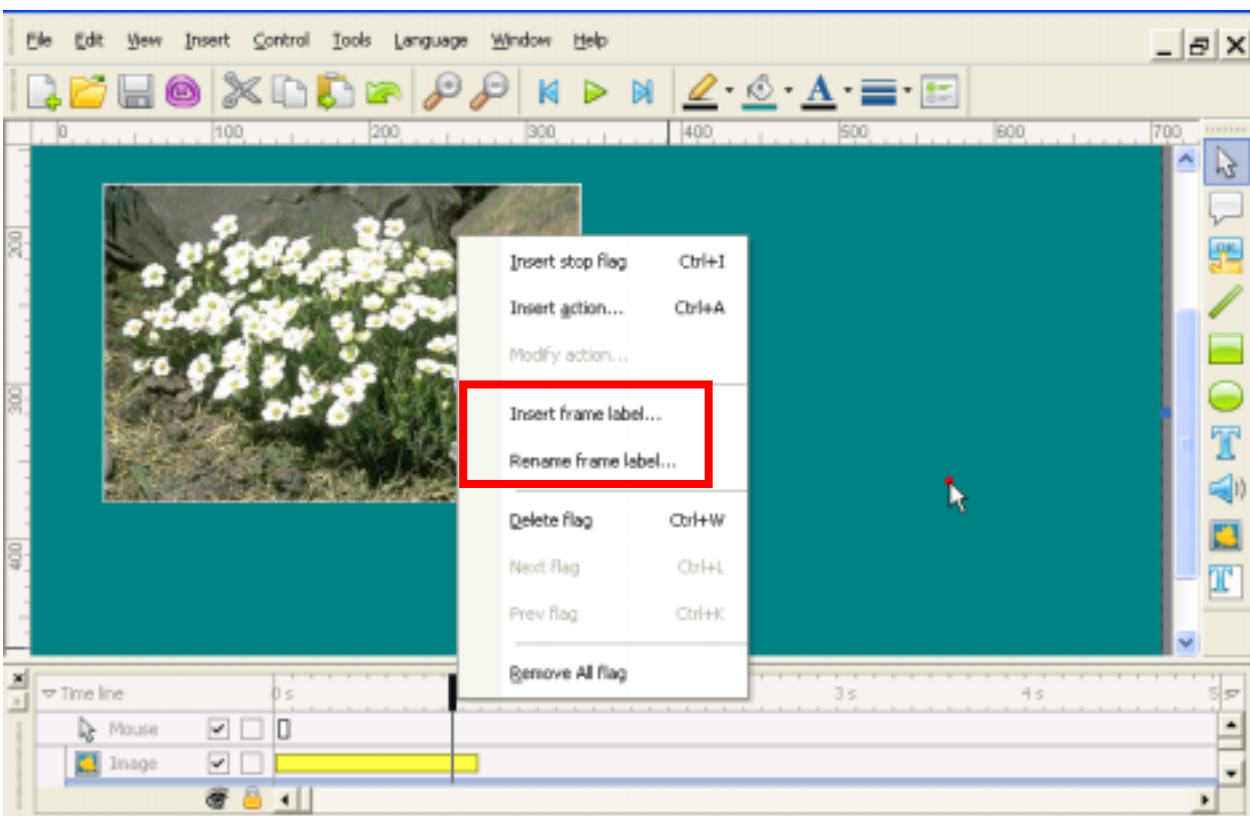 File Edit View Insert Control Tools Language Window Help
0 100 200 300 400 500 600 700
200
300
400
Insert stop flag Ctrl+I
Insert action... Ctrl+A
Modify action...
Insert frame label...
Rename frame label...
Delete flag Ctrl+W
Next flag Ctrl+L
Prev flag Ctrl+K
Remove All flag
OK
Time line 0 s 3 s 4 s 5 s
Mouse
Image